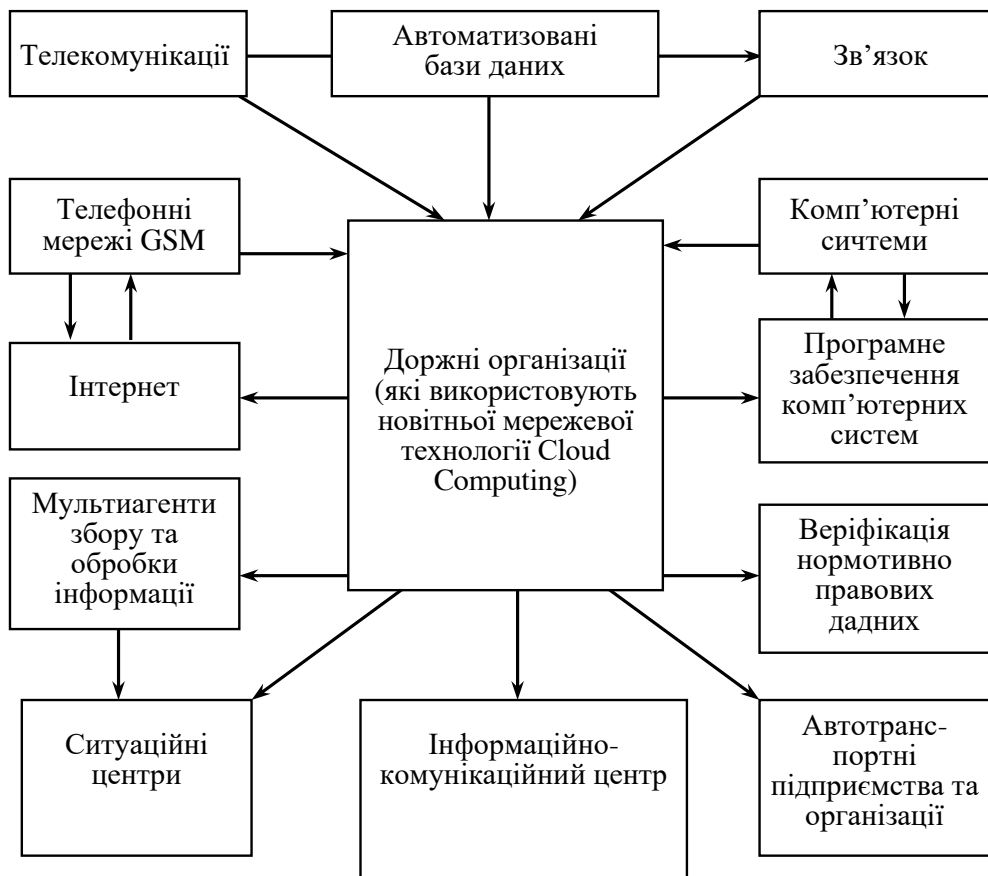 Телекомунікації
Автоматизовані
бази даних
Зв’язок
Телефонні
мережі GSM
Комп’ютерні
сичтеми
Інтернет
Доржні організації
(які використовують
новітньої мережевої
технології Cloud
Computing)
Програмне
забезпечення
комп’ютерних
систем
Мультиагенти
збору та
обробки
інформації
Веріфікація
нормотивно
правових
дадних
Ситуаційні
центри
Інформаційно-
комунікаційний центр
Автотранс-
портні
підприємства та
організації